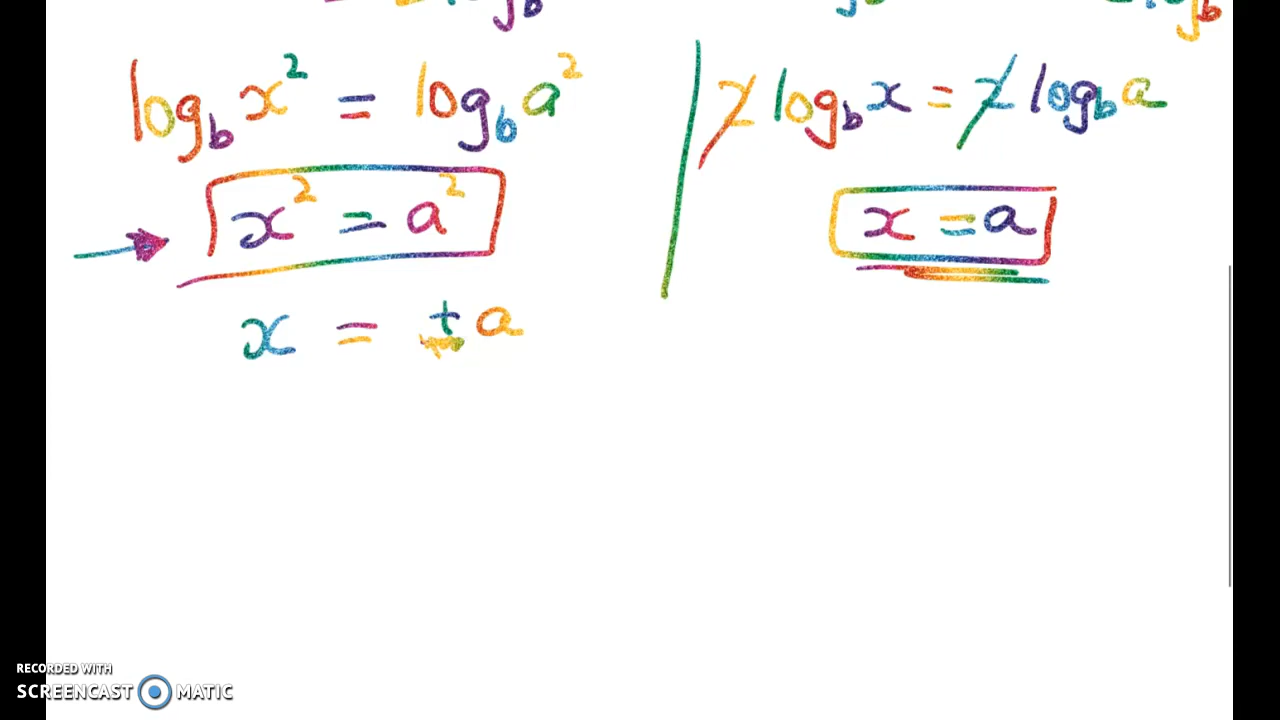 log_b x² = log_b a²
x² = a²
x = ± a
2 log_b x = 2 log_b a
x = a
RECORDED WITH
SCREENCAST MATIC